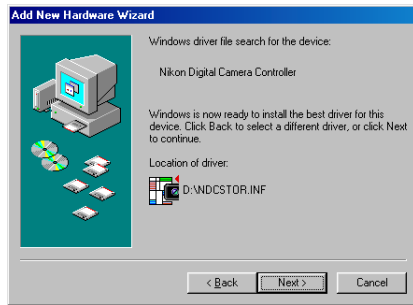 Add New Hardware Wizard
Windows driver file search for the device:
Nikon Digital Camera Controller
Windows is now ready to install the best driver for this
device. Click Back to select a different driver, or click Next
to continue.
Location of driver:
D:\NDCSTOR.INF
< Back
Next >
Cancel